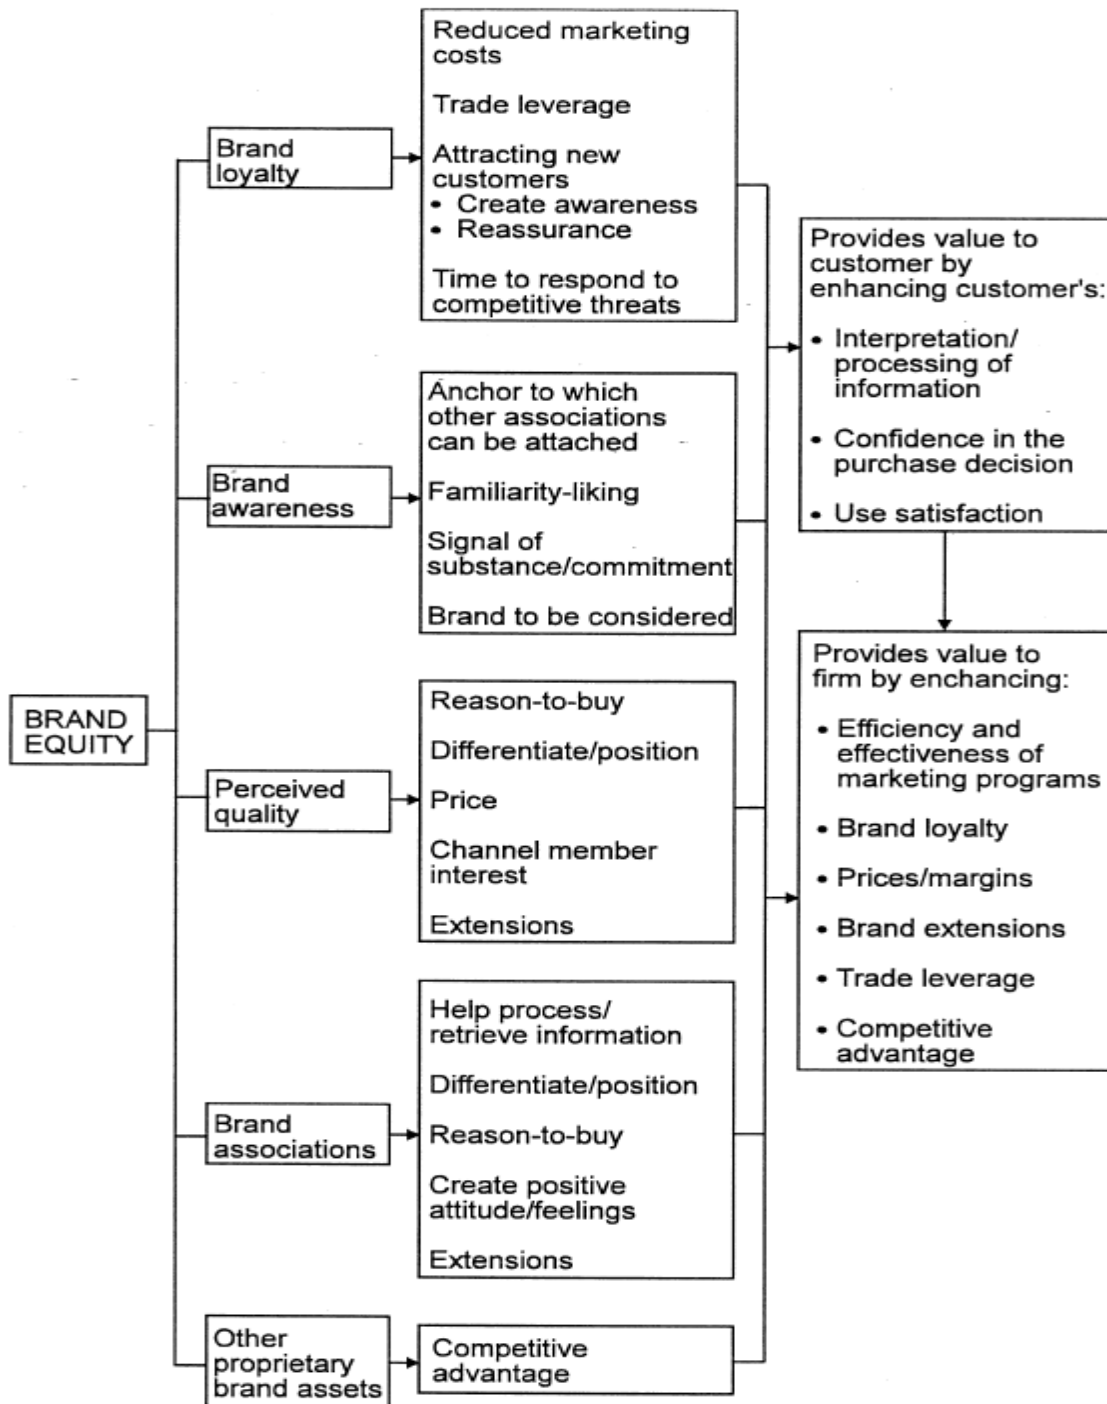 BRAND
EQUITY
Brand
loyalty
Reduced marketing
costs
Trade leverage
Attracting new
customers
• Create awareness
• Reassurance
Time to respond to
competitive threats
Brand
awareness
Anchor to which
other associations
can be attached
Familiarity-liking
Signal of
substance/commitment
Brand to be considered
Perceived
quality
Reason-to-buy
Differentiate/position
Price
Channel member
interest
Extensions
Brand
associations
Help process/
retrieve information
Differentiate/position
Reason-to-buy
Create positive
attitude/feelings
Extensions
Other
proprietary
brand assets
Competitive
advantage
Provides value to
customer by
enhancing customer's:
• Interpretation/
processing of
information
• Confidence in the
purchase decision
• Use satisfaction
Provides value to
firm by enchancing:
• Efficiency and
effectiveness of
marketing programs
• Brand loyalty
• Prices/margins
• Brand extensions
• Trade leverage
• Competitive
advantage